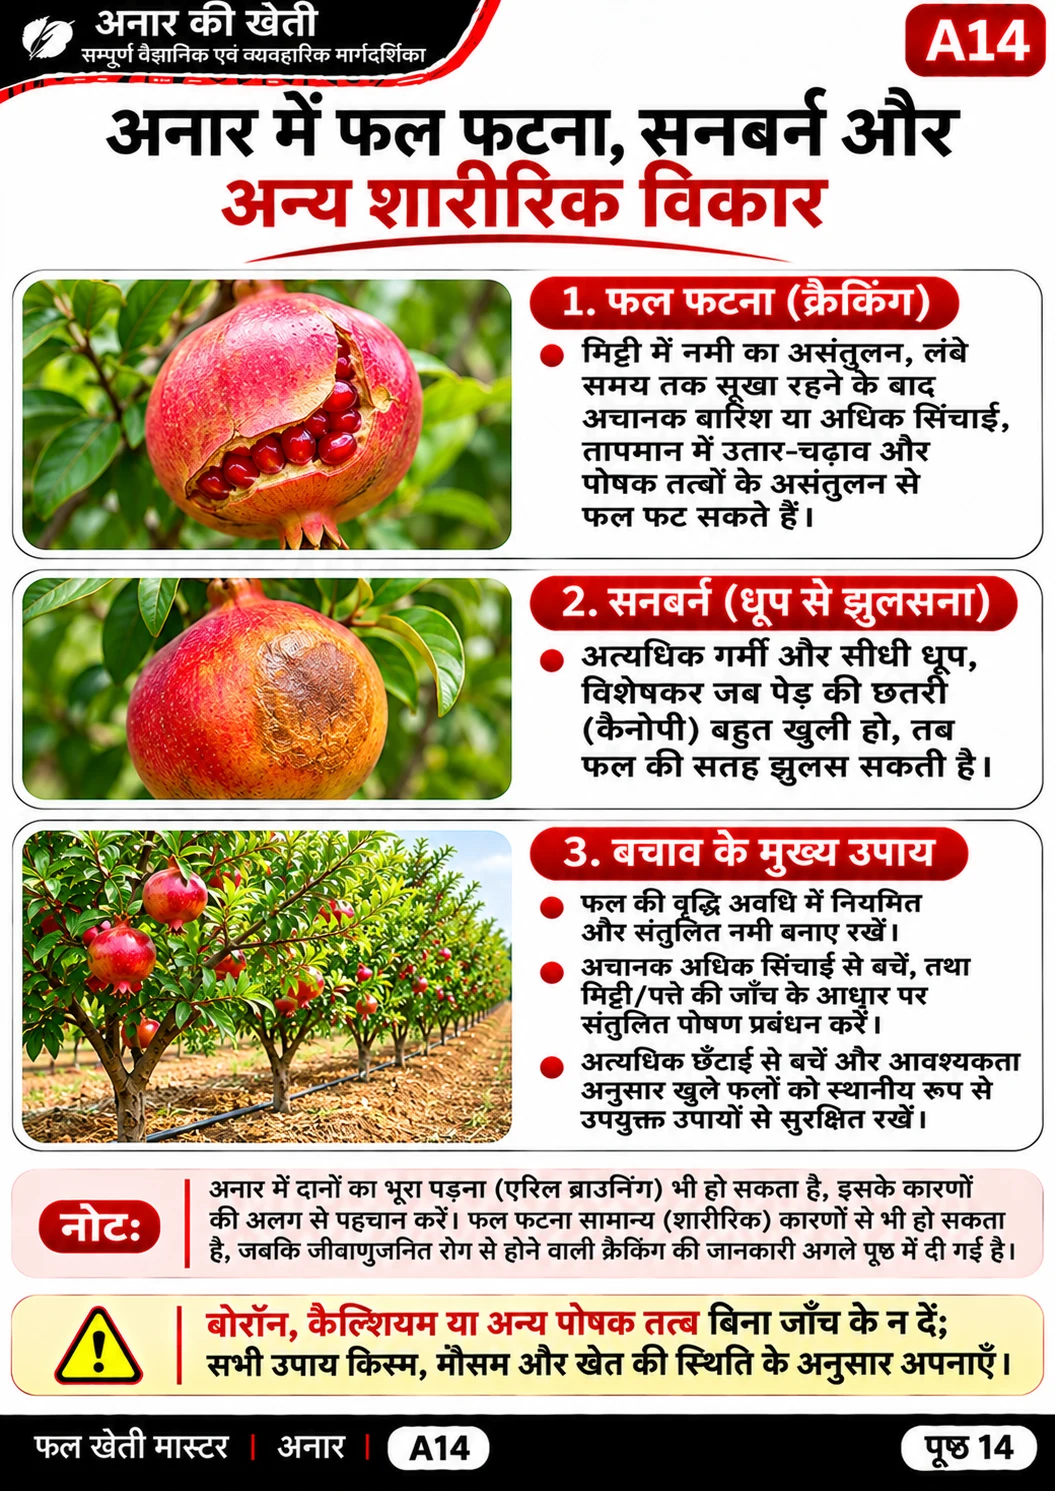 अनार की खेती
सम्पूर्ण वैज्ञानिक एवं व्यवहारिक मार्गदर्शिका
A14
अनार में फल फटना, सनबर्न और
अन्य शारीरिक विकार
1. फल फटना (क्रैकिंग)
मिट्टी में नमी का असंतुलन, लंबे
समय तक सूखा रहने के बाद
अचानक बारिश या अधिक सिंचाई,
तापमान में उतार-चढ़ाव और
पोषक तत्बों के असंतुलन से
फल फट सकते हैं।
2. सनबर्न (धूप से झुलसना)
अत्यधिक गर्मी और सीधी धूप,
विशेषकर जब पेड़ की छतरी
(कैनोपी) बहुत खुली हो, तब
फल की सतह झुलस सकती है।
3. बचाव के मुख्य उपाय
फल की वृद्धि अवधि में नियमित
और संतुलित नमी बनाए रखें।
अचानक अधिक सिंचाई से बचें, तथा
मिट्टी/पत्ते की जाँच के आधार पर
संतुलित पोषण प्रबंधन करें।
अत्यधिक छँटाई से बचें और आवश्यकता
अनुसार खुले फलों को स्थानीय रूप से
उपयुक्त उपायों से सुरक्षित रखें।
नोट:
अनार में दानों का भूरा पड़ना (एरिल ब्राउनिंग) भी हो सकता है, इसके कारणों
की अलग से पहचान करें। फल फटना सामान्य (शारीरिक) कारणों से भी हो सकता
है, जबकि जीवाणुजनित रोग से होने वाली क्रैकिंग की जानकारी अगले पृष्ठ में दी गई है।
बोरॉन, कैल्शियम या अन्य पोषक तत्ब बिना जाँच के न दें;
सभी उपाय किस्म, मौसम और खेत की स्थिति के अनुसार अपनाएँ।
फल खेती मास्टर | अनार | A14
पृष्ठ 14